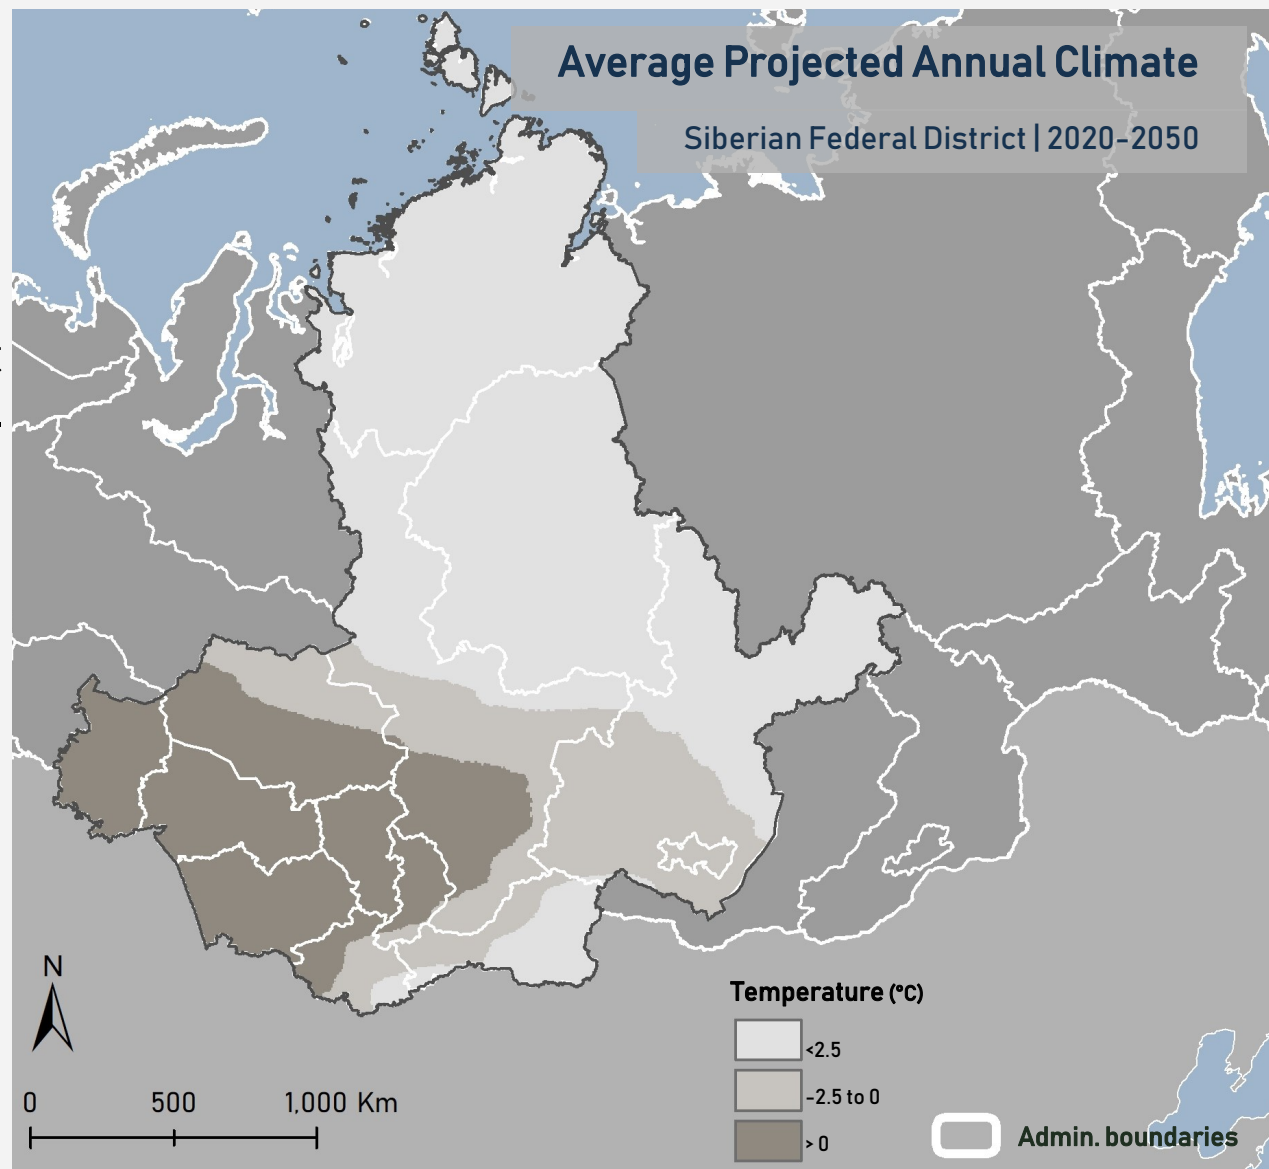 Average Projected Annual Climate
Siberian Federal District | 2020-2050
N
0 500 1,000 Km
Temperature (°C)
<2.5
-2.5 to 0
> 0
Admin. boundaries